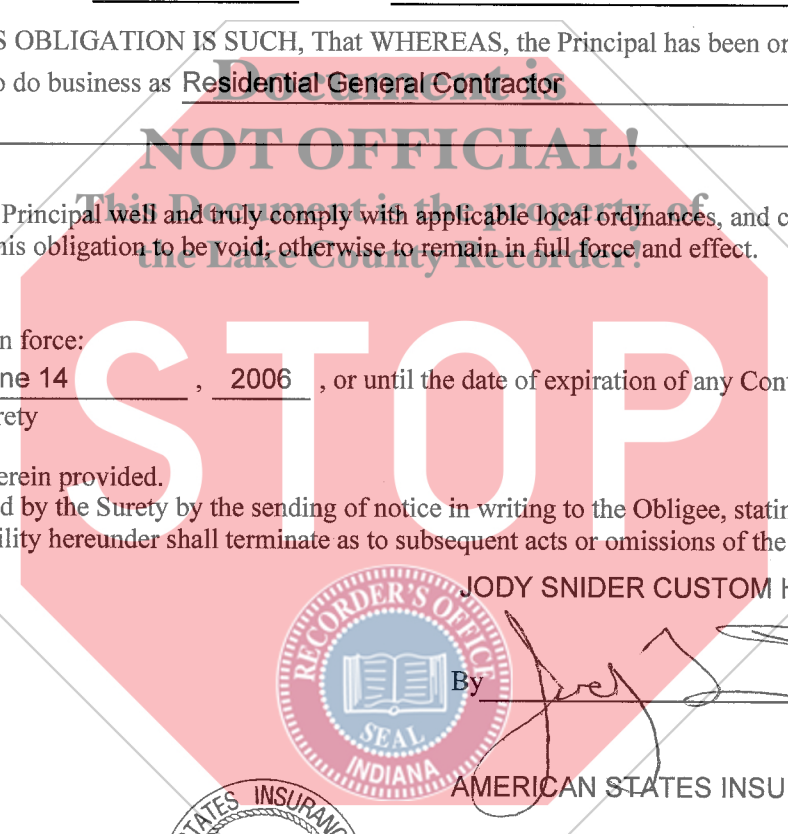 S OBLIGATION IS SUCH, That WHEREAS, the Principal has been or
o do business as Residential General Contractor
Document is
NOT OFFICIAL!
This Document is the property of
the Lake County Recorder!
Principal well and truly comply with applicable local ordinances, and c
his obligation to be void; otherwise to remain in full force and effect.
n force:
ne 14 , 2006 , or until the date of expiration of any Con
rety
STOP
erein provided.
d by the Surety by the sending of notice in writing to the Obligee, statin
ility hereunder shall terminate as to subsequent acts or omissions of the
JODY SNIDER CUSTOM H
RECORDER'S OFFICE
SEAL
INDIANA
By
AMERICAN STATES INSU
STATES INSURANC